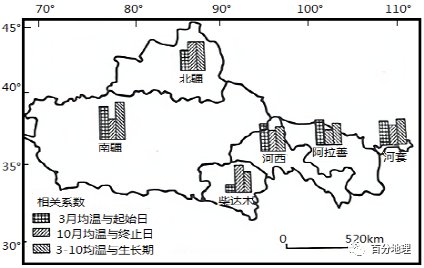 70° 80° 90° 100° 110°
45°
40°
35°
30°
北疆
南疆
河西
阿拉善
河套
柴达木
相关系数
3月均温与起始日
10月均温与终止日
3-10均温与生长期
0 520km
百分地理